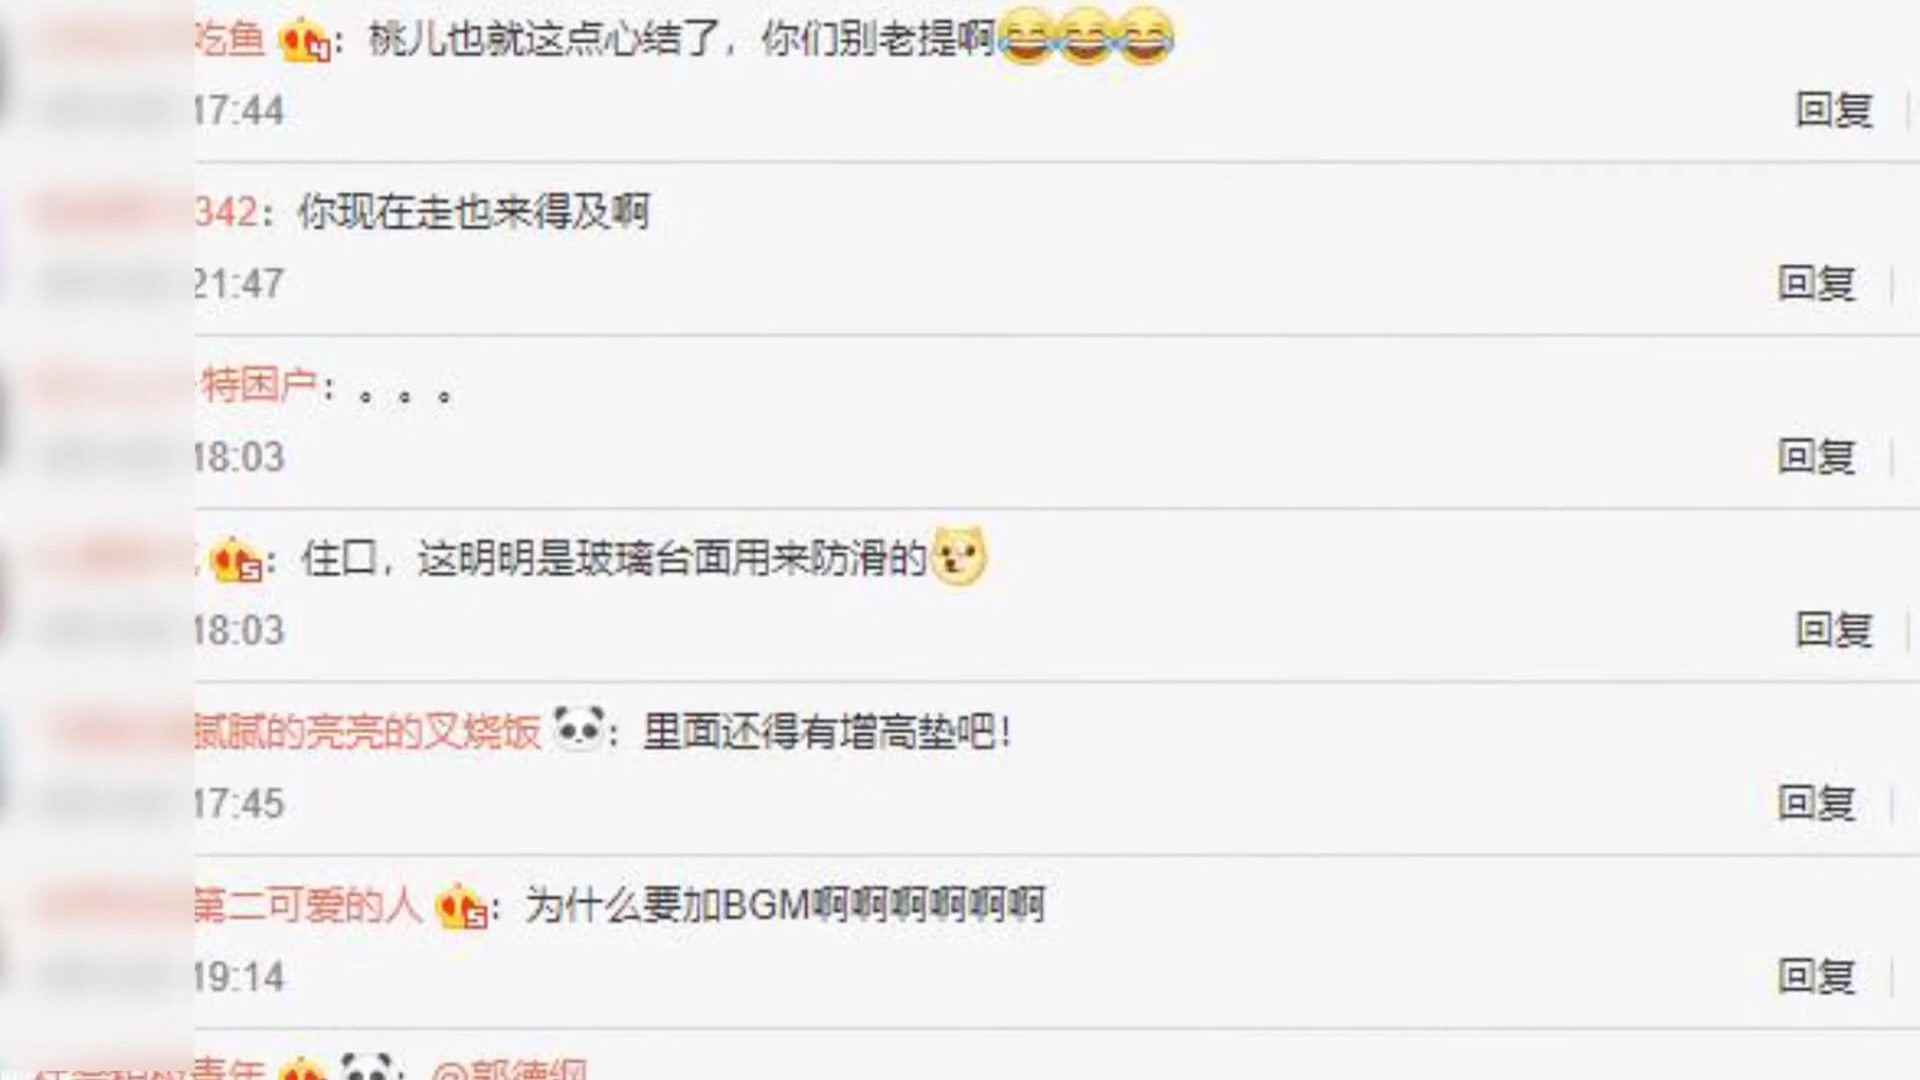 吃鱼：桃儿也就这点心结了，你们别老提啊
17:44
回复
342：你现在走也来得及啊
21:47
回复
特困户：。。。
18:03
回复
：住口，这明明是玻璃台面用来防滑的
18:03
回复
腻腻的亮亮的叉烧饭：里面还得有增高垫吧！
17:45
回复
第二可爱的人：为什么要加BGM啊啊啊啊啊啊
19:14
回复
青年：@郭德纲